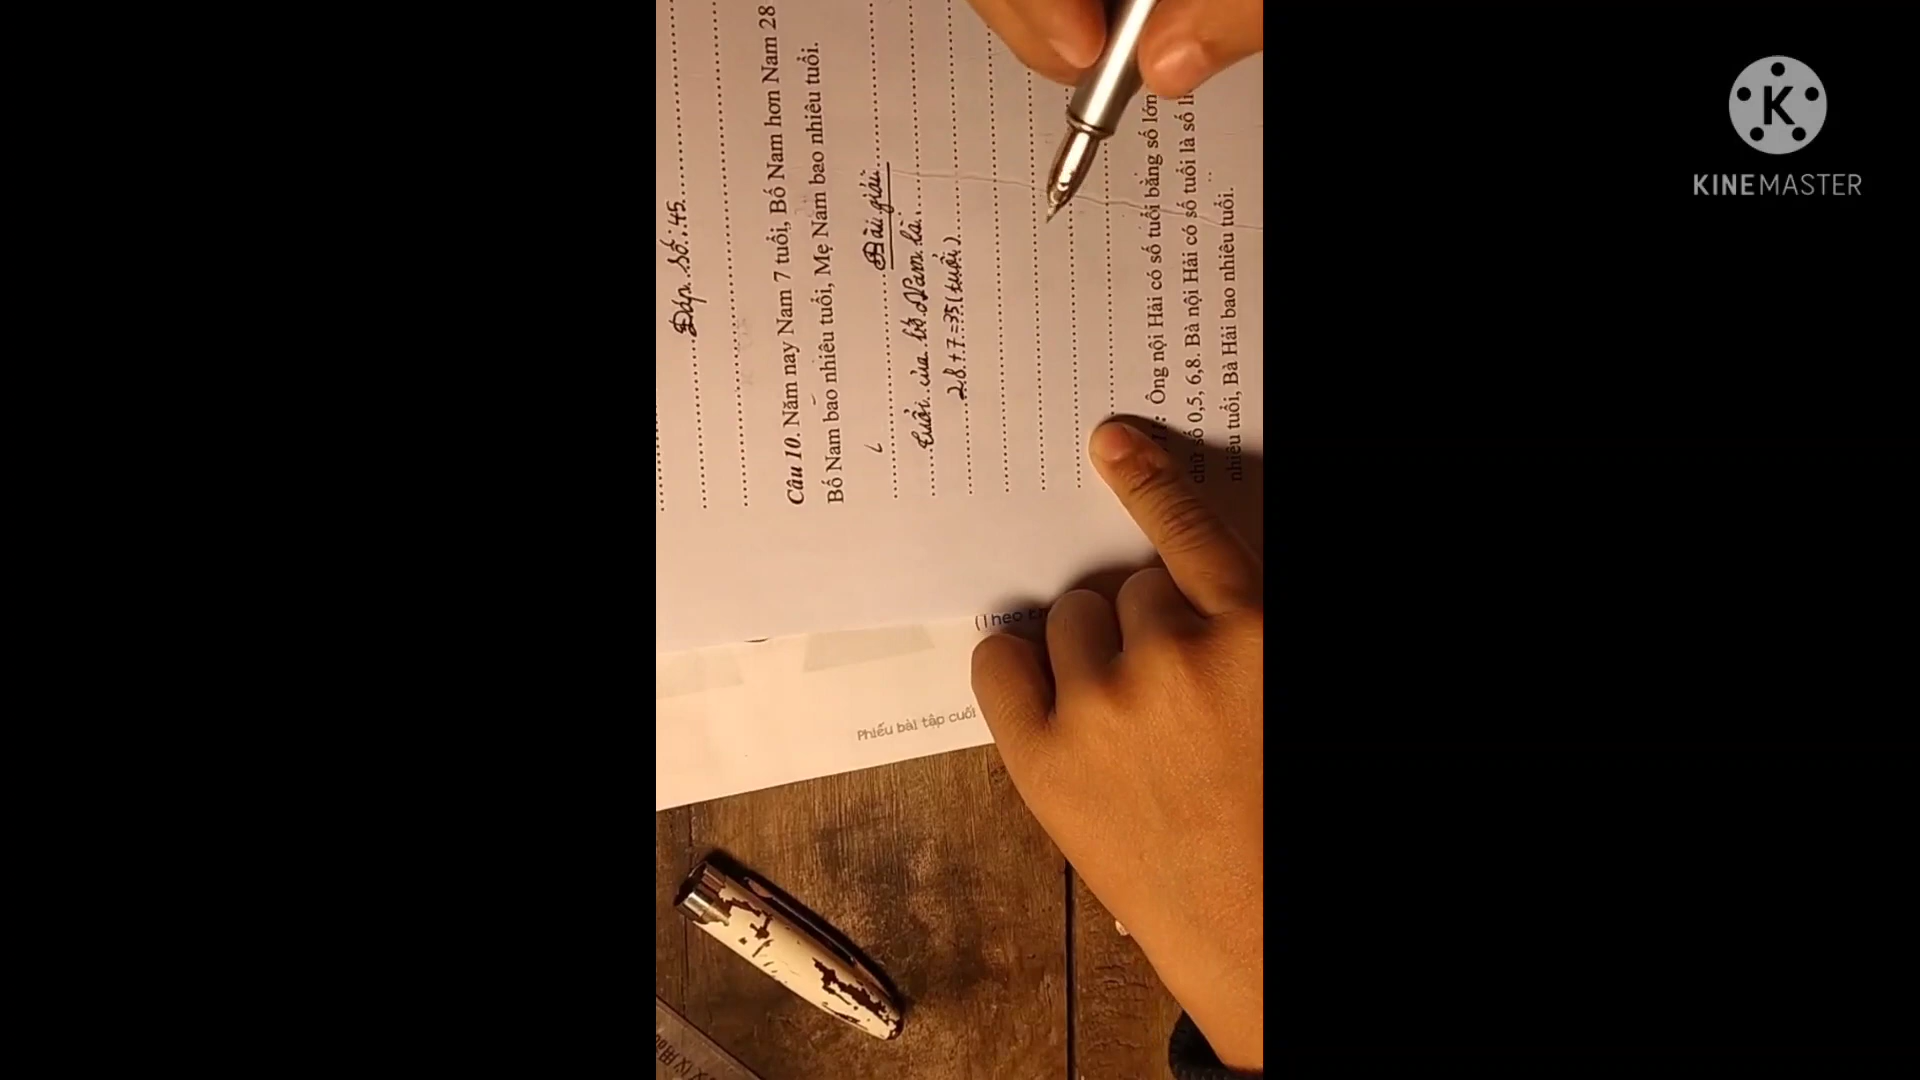 Đáp số: 45
Câu 10. Năm nay Nam 7 tuổi, Bố Nam hơn Nam 28
Bố Nam bao nhiêu tuổi, Mẹ Nam bao nhiêu tuổi.
Bài giải
Tuổi của bố Nam là
28 + 7 = 35 (tuổi)
11: Ông nội Hải có số tuổi bằng số lớn
chữ số 0,5, 6,8. Bà nội Hải có số tuổi là số li
nhiêu tuổi, Bà Hải bao nhiêu tuổi.
(Theo
Phiếu bài tập cuối
K
KINEMASTER